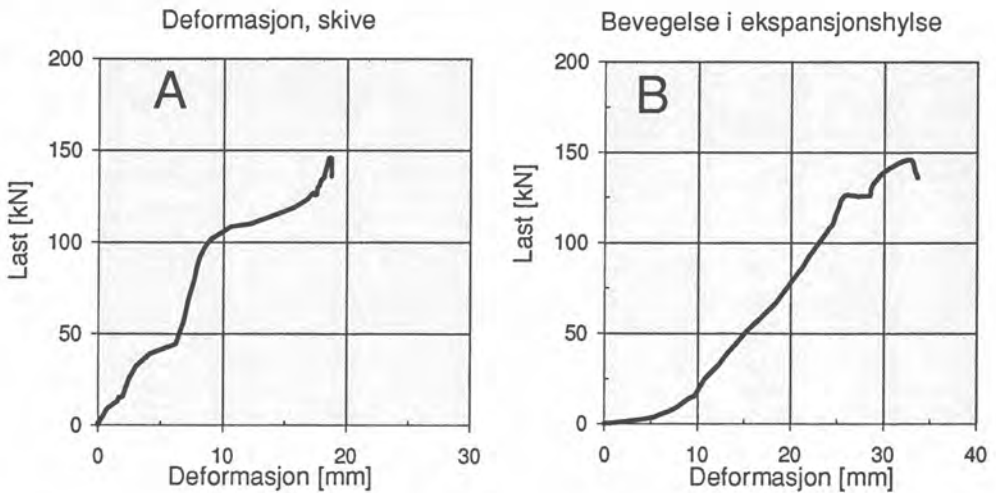 Deformasjon, skive
200
150
100
50
0
Last [kN]
A
0 10 20 30
Deformasjon [mm]
Bevegelse i ekspansjonshylse
200
150
100
50
0
Last [kN]
B
0 10 20 30 40
Deformasjon [mm]